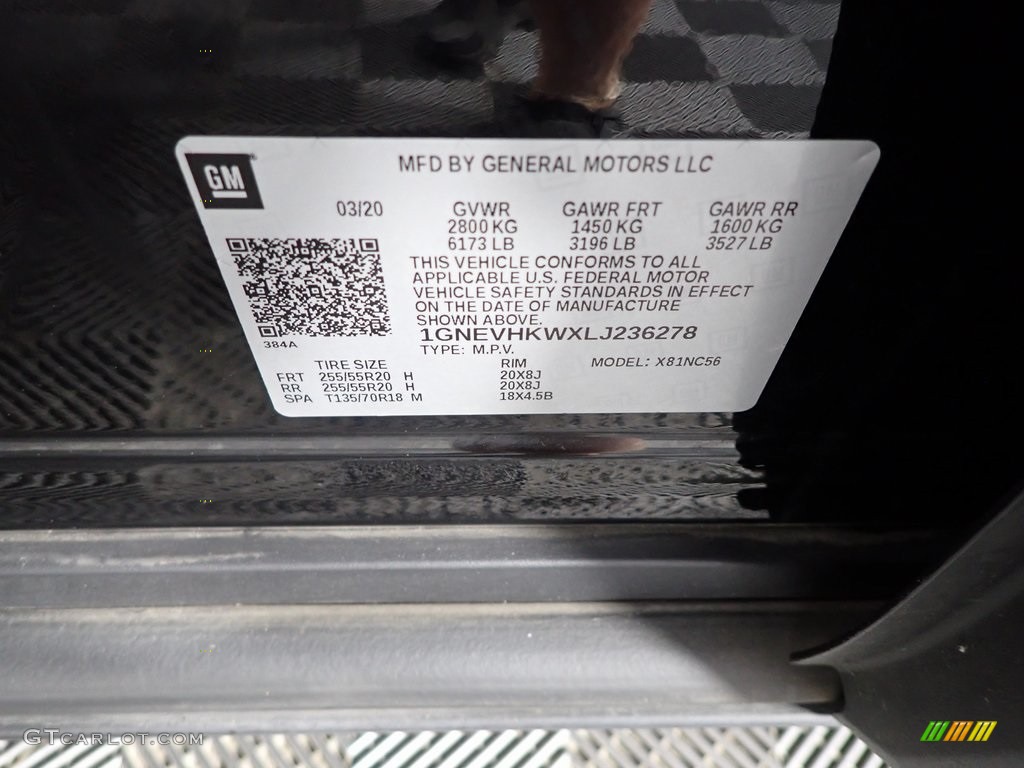 GM
MFD BY GENERAL MOTORS LLC
03/20 GVWR GAWR FRT GAWR RR
2800 KG 1450 KG 1600 KG
6173 LB 3196 LB 3527 LB
THIS VEHICLE CONFORMS TO ALL
APPLICABLE U.S. FEDERAL MOTOR
VEHICLE SAFETY STANDARDS IN EFFECT
ON THE DATE OF MANUFACTURE
SHOWN ABOVE.
1GNEVHKWXLJ236278
384A
TYPE: M.P.V.
TIRE SIZE RIM MODEL: X81NC56
FRT 255/55R20 H 20X8J
RR 255/55R20 H 20X8J
SPA T135/70R18 M 18X4.5B
GTCARLOT.COM